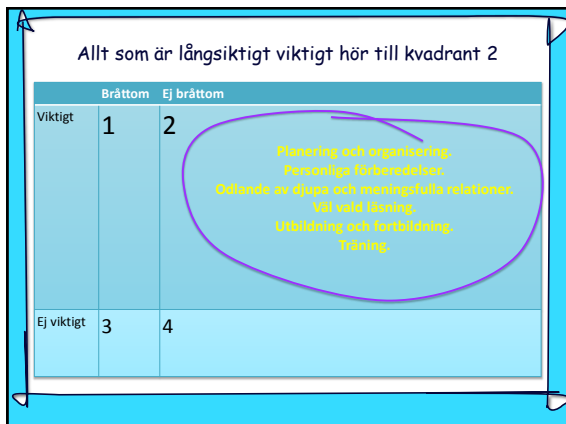 Allt som är långsiktigt viktigt hör till kvadrant 2
Bråttom Ej bråttom
Viktigt 1 2
Planering och organisering.
Personliga förberedelser.
Odlande av djupa och meningsfulla relationer.
Väl vald läsning.
Utbildning och fortbildning.
Träning.
Ej viktigt 3 4